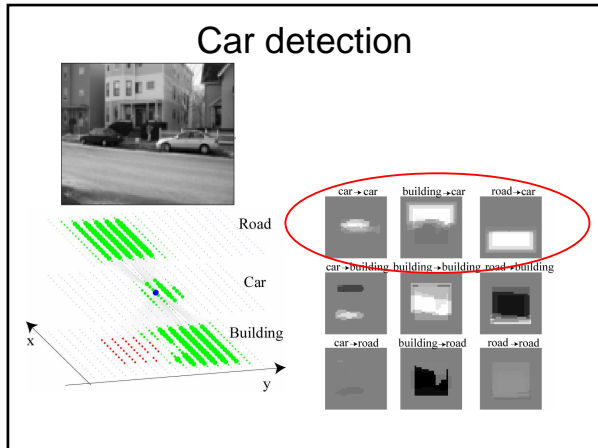 Car detection
Road
Car
Building
x
y
car→car building→car road→car
car→building building→building road→building
car→road building→road road→road